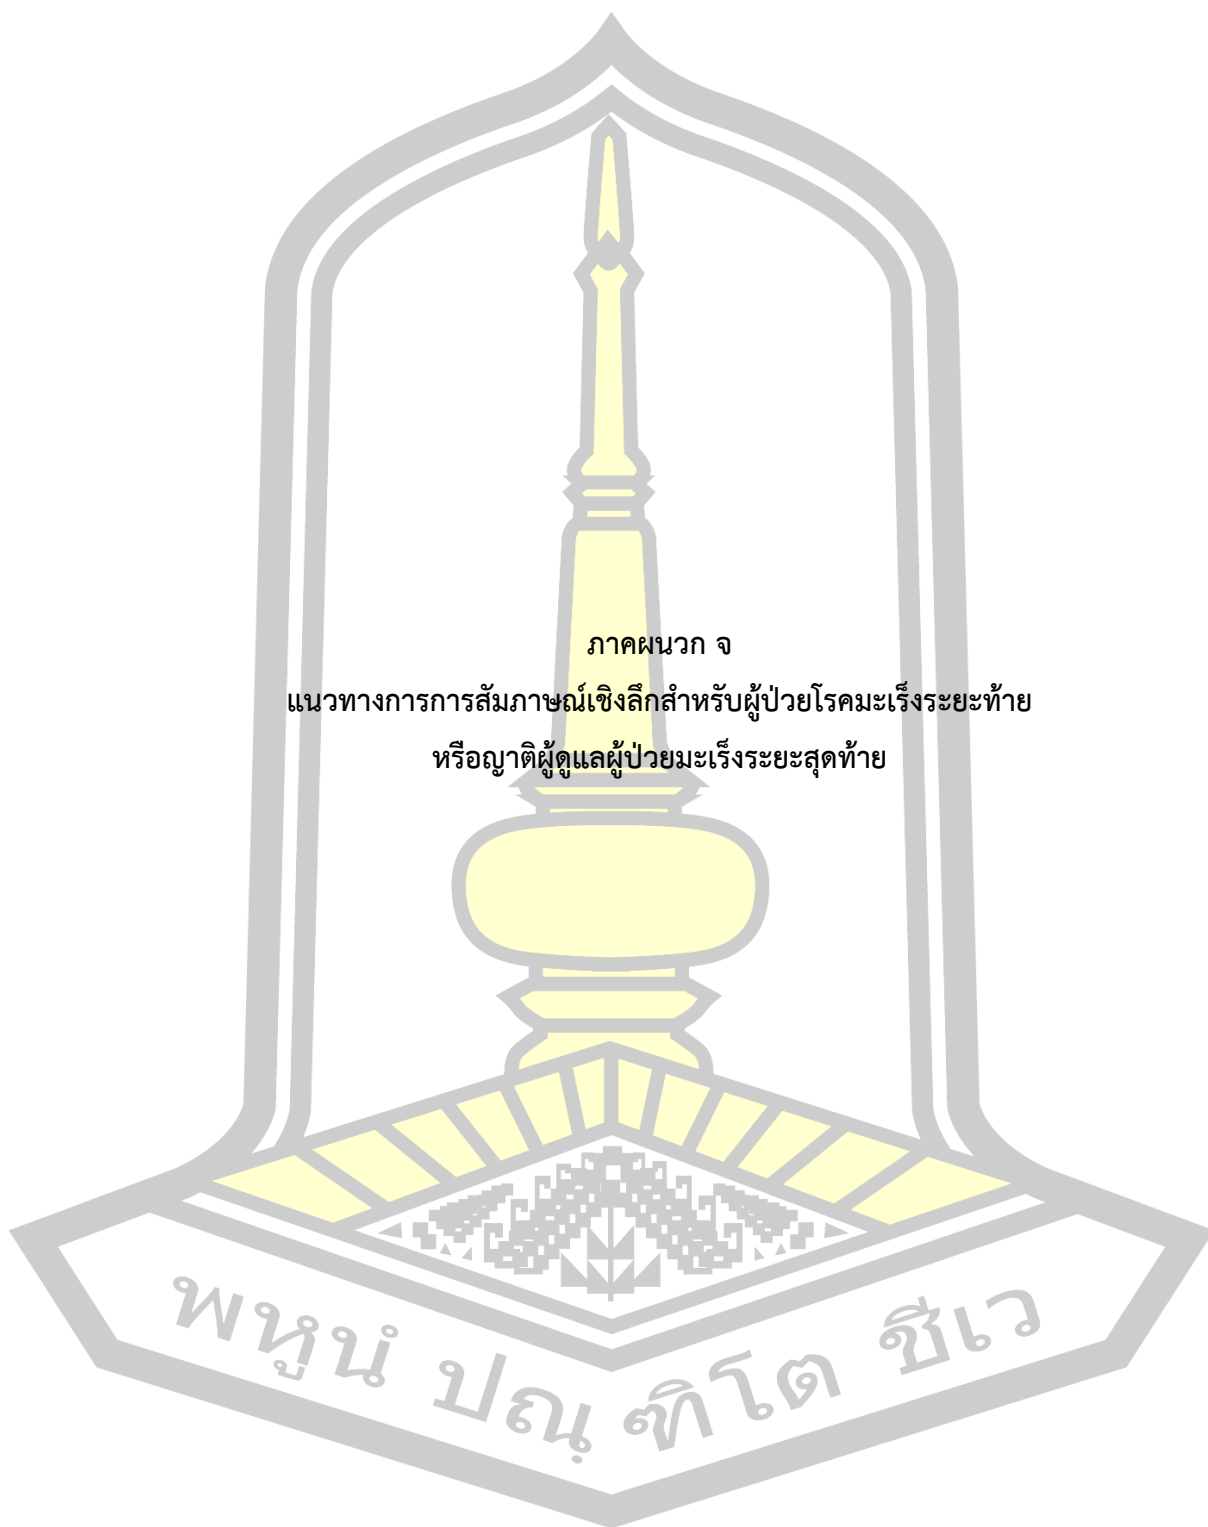 ภาคผนวก จ
แนวทางการการสัมภาษณ์เชิงลึกสำหรับผู้ป่วยโรคมะเร็งระยะท้าย
หรือญาติผู้ดูแลผู้ป่วยมะเร็งระยะสุดท้าย
พหูนํ ปณฺ ฑิโต ชีเว